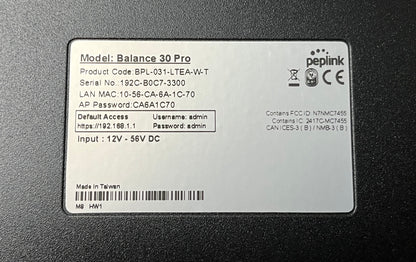 Model: Balance 30 Pro
Product Code: BPL-031-LTEA-W-T
Serial No.: 192C-B0C7-3300
LAN MAC: 10-56-CA-6A-1C-70
AP Password: CA6A1C70
Default Access Username: admin
https://192.168.1.1 Password: admin
Input : 12V - 56V DC
peplink
Contains FCC ID: N7NMC7455
Contains IC: 2417C-MC7455
CAN ICES-3 ( B ) / NMB-3 ( B )
Made in Taiwan
M8 HW1